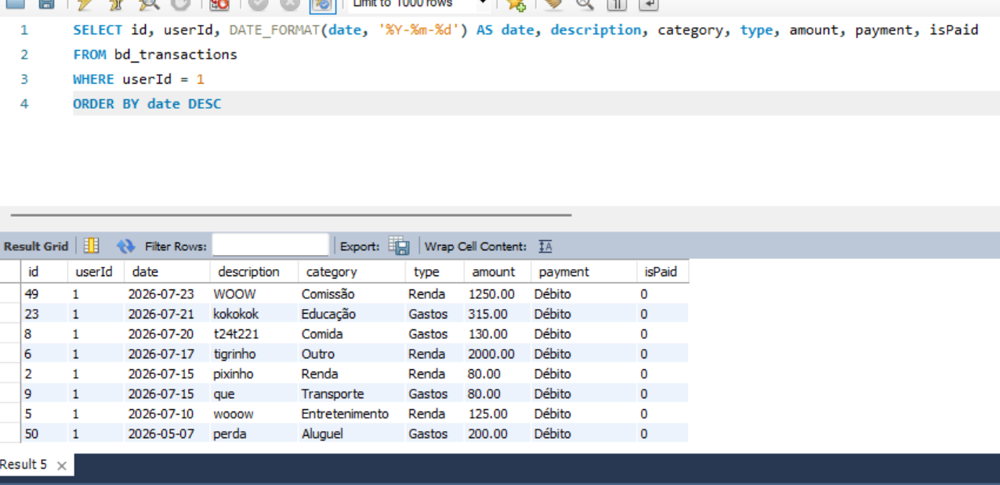 Limit to 1000 rows
1 SELECT id, userId, DATE_FORMAT(date, '%Y-%m-%d') AS date, description, category, type, amount, payment, isPaid
2 FROM bd_transactions
3 WHERE userId = 1
4 ORDER BY date DESC
Result Grid Filter Rows: Export: Wrap Cell Content: IA
id userId date description category type amount payment isPaid
49 1 2026-07-23 WOOW Comissão Renda 1250.00 Débito 0
23 1 2026-07-21 kokokok Educação Gastos 315.00 Débito 0
8 1 2026-07-20 t24t221 Comida Gastos 130.00 Débito 0
6 1 2026-07-17 tigrinho Outro Renda 2000.00 Débito 0
2 1 2026-07-15 pixinho Renda Renda 80.00 Débito 0
9 1 2026-07-15 que Transporte Gastos 80.00 Débito 0
5 1 2026-07-10 wooow Entretenimento Renda 125.00 Débito 0
50 1 2026-05-07 perda Aluguel Gastos 200.00 Débito 0
Result 5